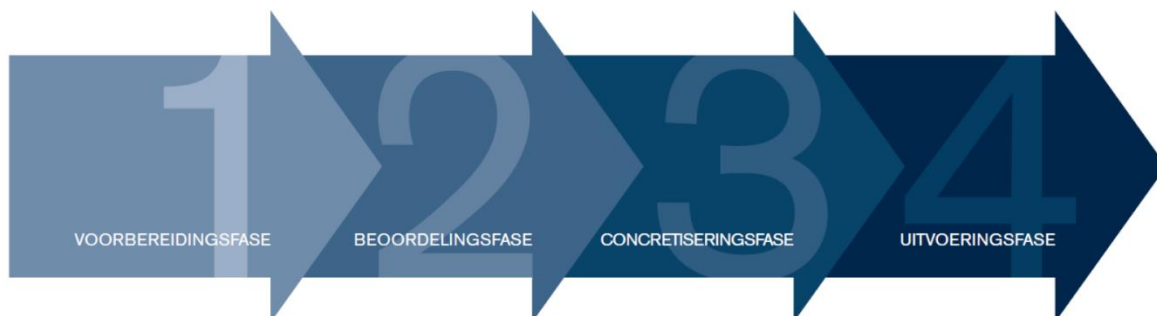 1
VOORBEREIDINGSFASE
2
BEOORDELINGSFASE
3
CONCRETISERINGSFASE
4
UITVOERINGSFASE